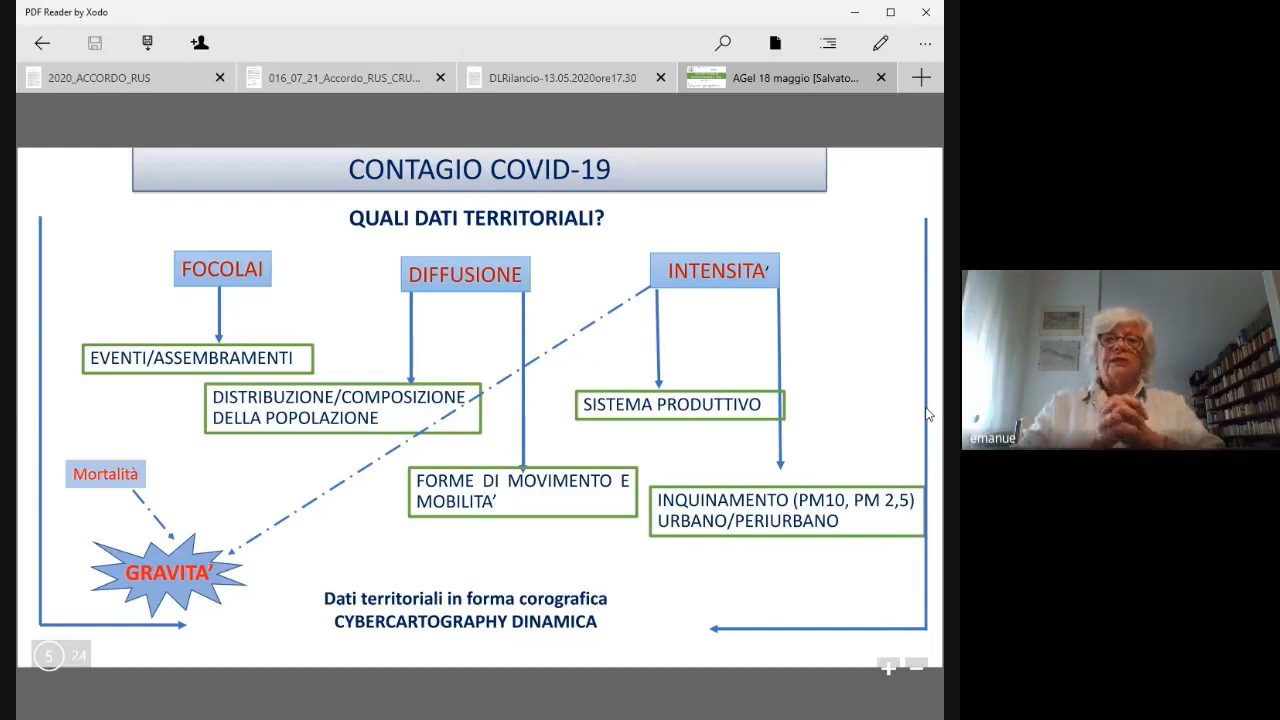 PDF Reader by Xodo
2020_ACCORDO_RUS
016_07_21_Accordo_RUS_CRU...
DLRilancio-13.05.2020ore17.30
AGeI 18 maggio [Salvato...
CONTAGIO COVID-19
QUALI DATI TERRITORIALI?
FOCOLAI
DIFFUSIONE
INTENSITA’
EVENTI/ASSEMBRAMENTI
DISTRIBUZIONE/COMPOSIZIONE
DELLA POPOLAZIONE
SISTEMA PRODUTTIVO
Mortalità
FORME DI MOVIMENTO E
MOBILITA’
INQUINAMENTO (PM10, PM 2,5)
URBANO/PERIURBANO
GRAVITA’
Dati territoriali in forma corografica
CYBERCARTOGRAPHY DINAMICA
5 24
emanue